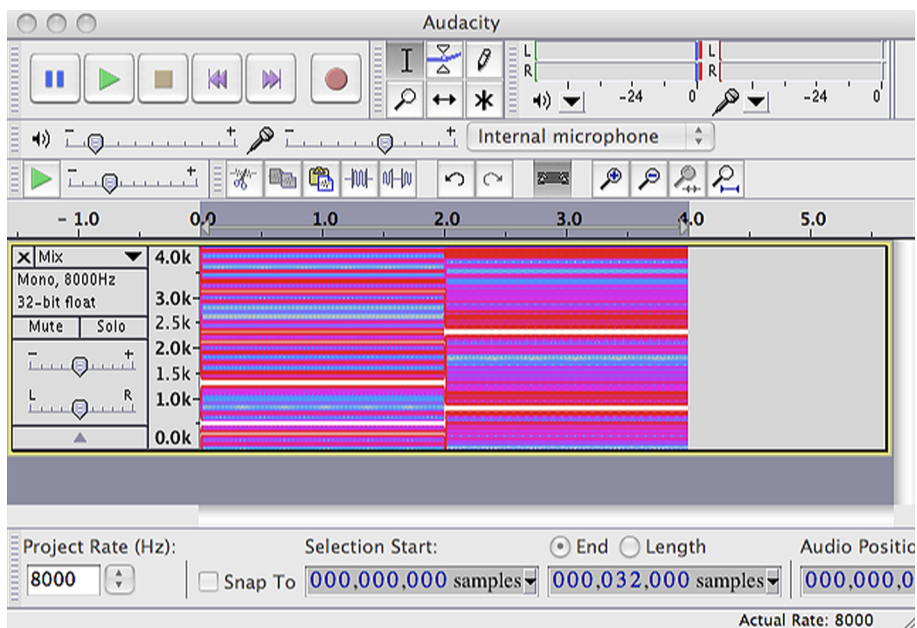 Audacity
L
R
-24 0
L
R
-24 0
- + - + Internal microphone
- +
- 1.0 0.0 1.0 2.0 3.0 4.0 5.0
Mix
Mono, 8000Hz
32-bit float
Mute Solo
- +
L R
4.0k
3.0k
2.5k
2.0k
1.5k
1.0k
0.0k
Project Rate (Hz): Selection Start: End Length Audio Positio
8000 Snap To 000,000,000 samples 000,032,000 samples 000,000,0
Actual Rate: 8000